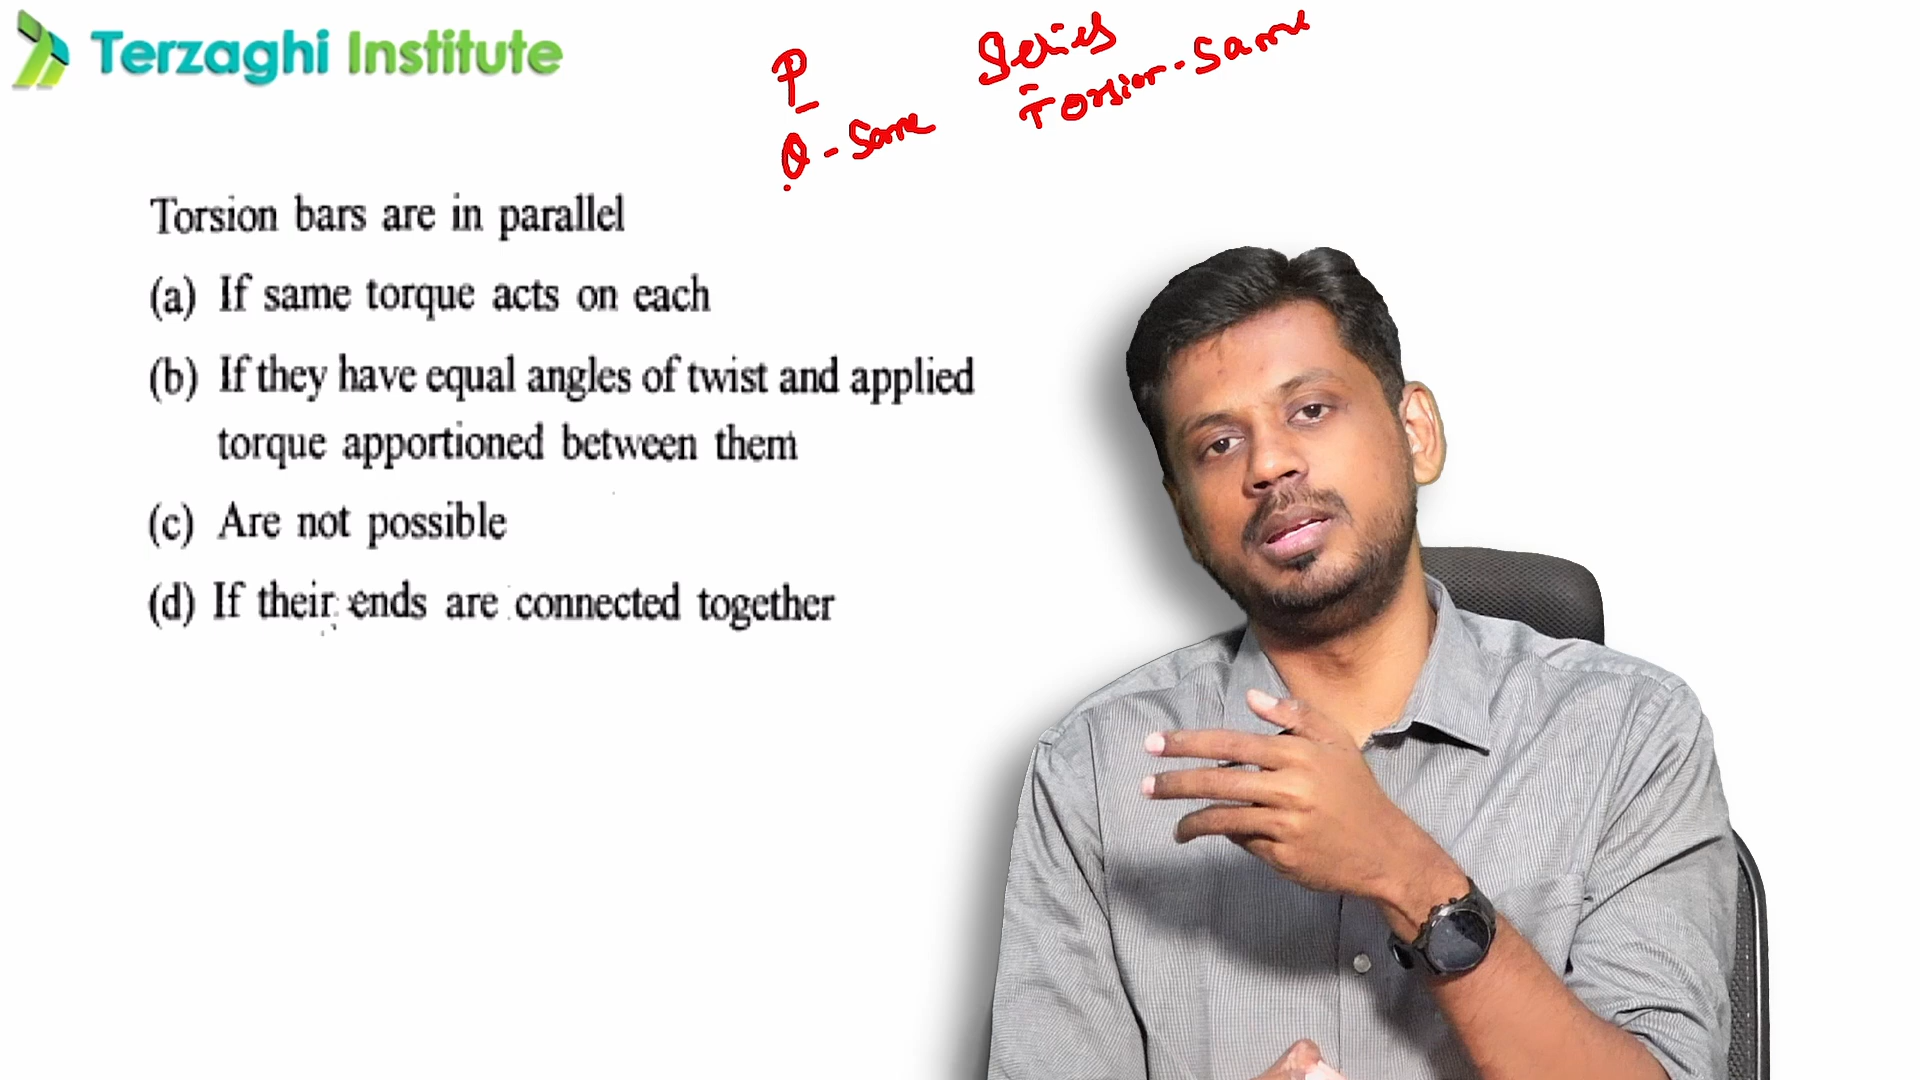 Terzaghi Institute
P
θ - Same
Series
Torsion - Same
Torsion bars are in parallel
(a) If same torque acts on each
(b) If they have equal angles of twist and applied
torque apportioned between them
(c) Are not possible
(d) If their ends are connected together